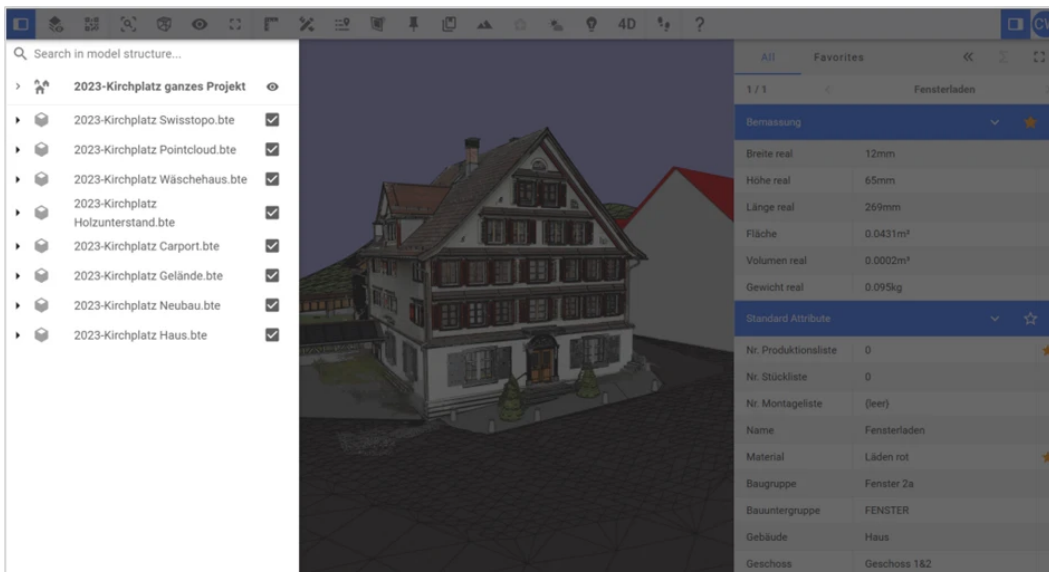 4D
?
CV
Search in model structure...
2023-Kirchplatz ganzes Projekt
2023-Kirchplatz Swisstopo.bte
2023-Kirchplatz Pointcloud.bte
2023-Kirchplatz Wäschehaus.bte
2023-Kirchplatz
Holzunterstand.bte
2023-Kirchplatz Carport.bte
2023-Kirchplatz Gelände.bte
2023-Kirchplatz Neubau.bte
2023-Kirchplatz Haus.bte
All Favorites
1 / 1 Fensterladen
Bemassung
Breite real 12mm
Höhe real 65mm
Länge real 269mm
Fläche 0.0431m²
Volumen real 0.0002m³
Gewicht real 0.095kg
Standard Attribute
Nr. Produktionsliste 0
Nr. Stückliste 0
Nr. Montageliste (leer)
Name Fensterladen
Material Läden rot
Baugruppe Fenster 2a
Bauuntergruppe FENSTER
Gebäude Haus
Geschoss Geschoss 1&2